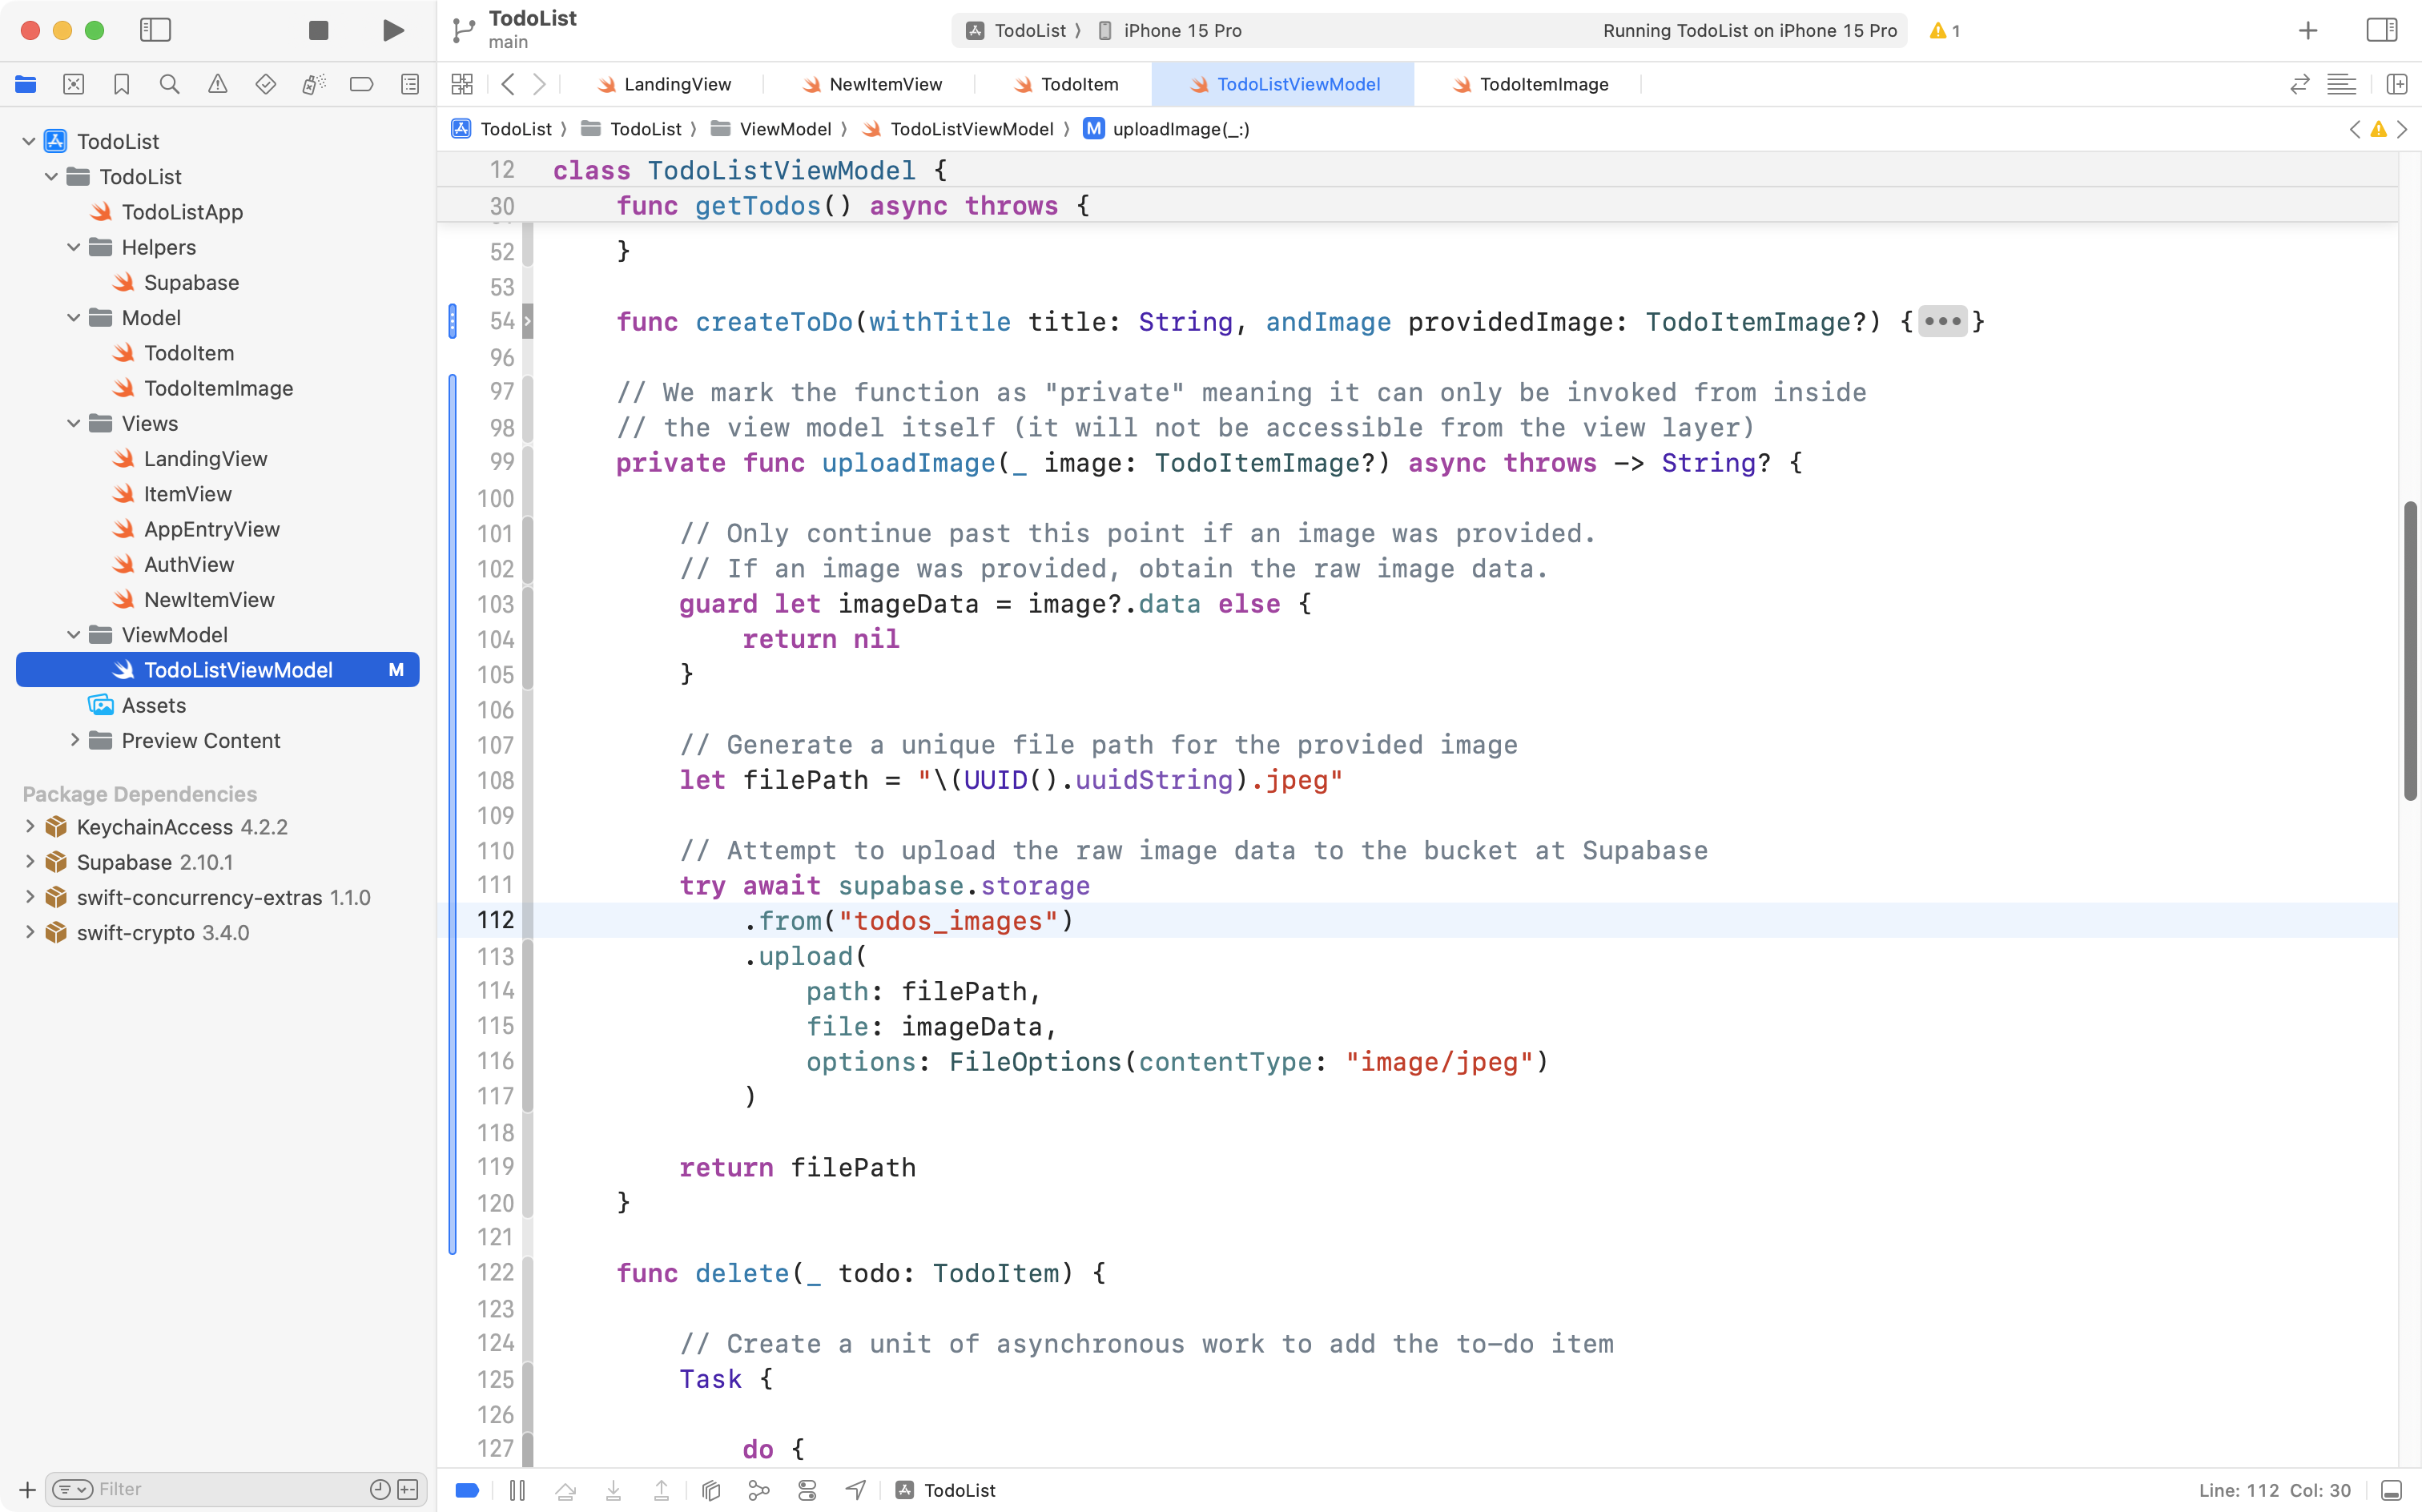 TodoList
main
TodoList 〉 iPhone 15 Pro
Running TodoList on iPhone 15 Pro
1
LandingView
NewItemView
TodoItem
TodoListViewModel
TodoItemImage
TodoList 〉 TodoList 〉 ViewModel 〉 TodoListViewModel 〉 M uploadImage(_:)
TodoList
TodoList
TodoListApp
Helpers
Supabase
Model
TodoItem
TodoItemImage
Views
LandingView
ItemView
AppEntryView
AuthView
NewItemView
ViewModel
TodoListViewModel M
Assets
Preview Content
Package Dependencies
KeychainAccess 4.2.2
Supabase 2.10.1
swift-concurrency-extras 1.1.0
swift-crypto 3.4.0
Filter
12 class TodoListViewModel {
30 func getTodos() async throws {
52 }
53
54 func createToDo(withTitle title: String, andImage providedImage: TodoItemImage?) {•••}
96
97 // We mark the function as "private" meaning it can only be invoked from inside
98 // the view model itself (it will not be accessible from the view layer)
99 private func uploadImage(_ image: TodoItemImage?) async throws -> String? {
100
101 // Only continue past this point if an image was provided.
102 // If an image was provided, obtain the raw image data.
103 guard let imageData = image?.data else {
104 return nil
105 }
106
107 // Generate a unique file path for the provided image
108 let filePath = "\(UUID().uuidString).jpeg"
109
110 // Attempt to upload the raw image data to the bucket at Supabase
111 try await supabase.storage
112 .from("todos_images")
113 .upload(
114 path: filePath,
115 file: imageData,
116 options: FileOptions(contentType: "image/jpeg")
117 )
118
119 return filePath
120 }
121
122 func delete(_ todo: TodoItem) {
123
124 // Create a unit of asynchronous work to add the to-do item
125 Task {
126
127 do {
TodoList
Line: 112 Col: 30